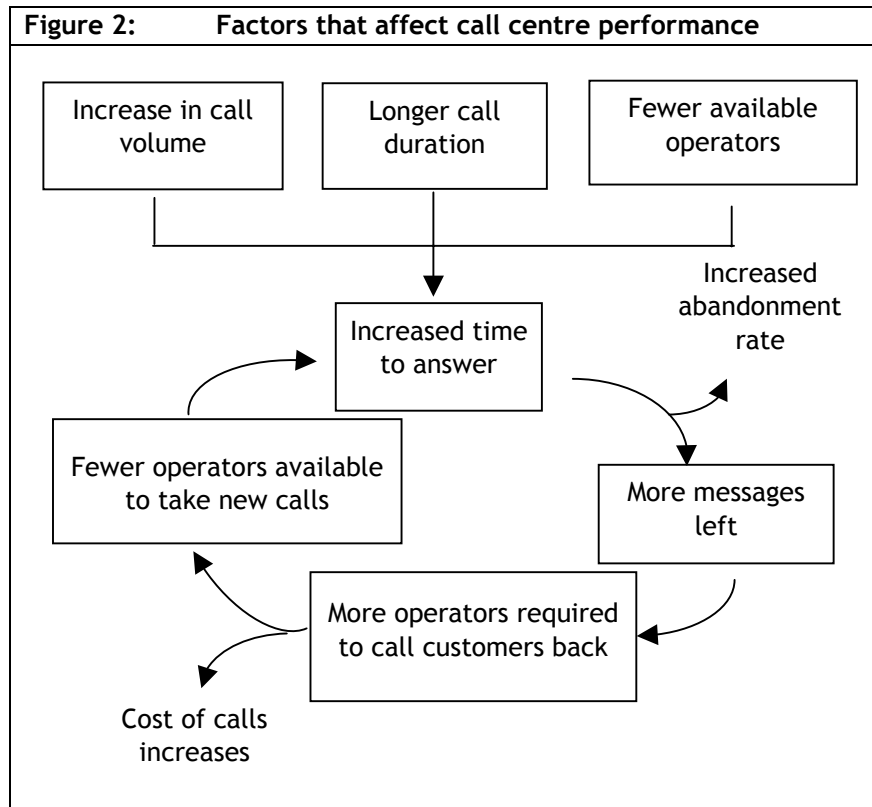 Figure 2: Factors that affect call centre performance
Increase in call
volume
Longer call
duration
Fewer available
operators
Increased
abandonment
rate
Increased time
to answer
Fewer operators available
to take new calls
More messages
left
More operators required
to call customers back
Cost of calls
increases